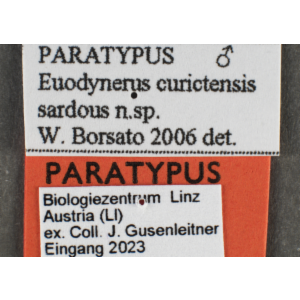 PARATYPUS ♂
Euodynerus curictensis
sardous n.sp.
W. Borsato 2006 det.
PARATYPUS
Biologiezentrum Linz
Austria (LI)
ex. Coll. J. Gusenleitner
Eingang 2023